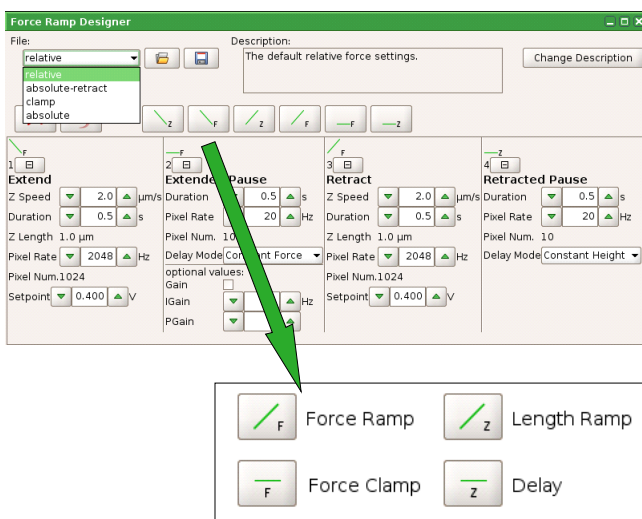 Force Ramp Designer
File:
Description:
relative
The default relative force settings.
Change Description
relative
absolute-retract
clamp
absolute
Z F Z F F Z
F F F Z
1 2 3 4
Extend Extended Pause Retract Retracted Pause
Z Speed 2.0 µm/s Duration 0.5 s Z Speed 2.0 µm/s Duration 0.5 s
Duration 0.5 s Pixel Rate 20 Hz Duration 0.5 s Pixel Rate 20 Hz
Z Length 1.0 µm Pixel Num. 10 Z Length 1.0 µm Pixel Num. 10
Pixel Rate 2048 Hz Delay Mode Constant Force Pixel Rate 2048 Hz Delay Mode Constant Height
optional values:
Pixel Num.1024 Gain Pixel Num.1024
Setpoint 0.400 V IGain Hz Setpoint 0.400 V
PGain
F Force Ramp Z Length Ramp
F Force Clamp Z Delay